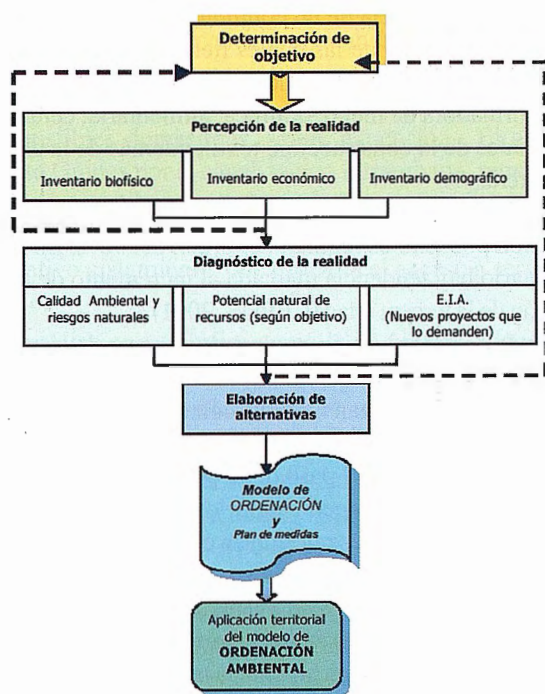 Determinación de
objetivo
Percepción de la realidad
Inventario biofísico
Inventario económico
Inventario demográfico
Diagnóstico de la realidad
Calidad Ambiental y
riesgos naturales
Potencial natural de
recursos (según objetivo)
E.I.A.
(Nuevos proyectos que
lo demanden)
Elaboración de
alternativas
Modelo de
ORDENACIÓN
y
Plan de medidas
Aplicación territorial
del modelo de
ORDENACIÓN
AMBIENTAL